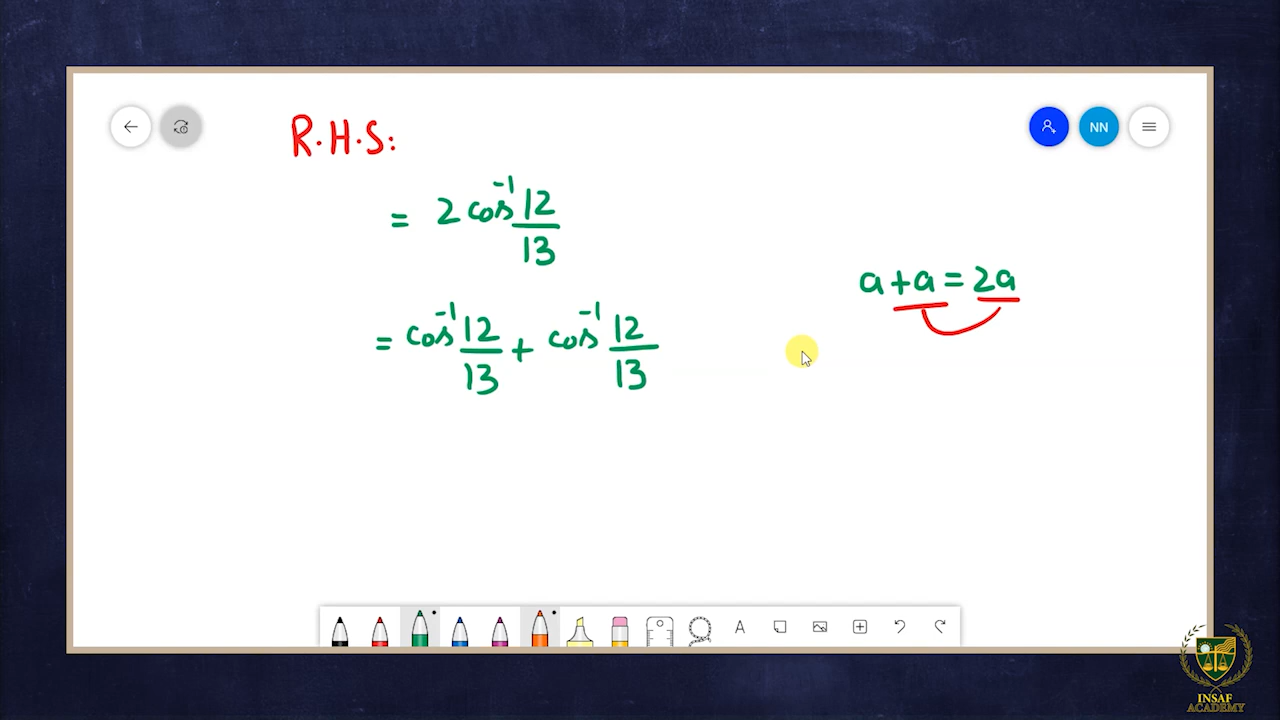 R.H.S:
NN
= 2 cos⁻¹ 12/13
a + a = 2a
= cos⁻¹ 12/13 + cos⁻¹ 12/13
A
INSAF
ACADEMY